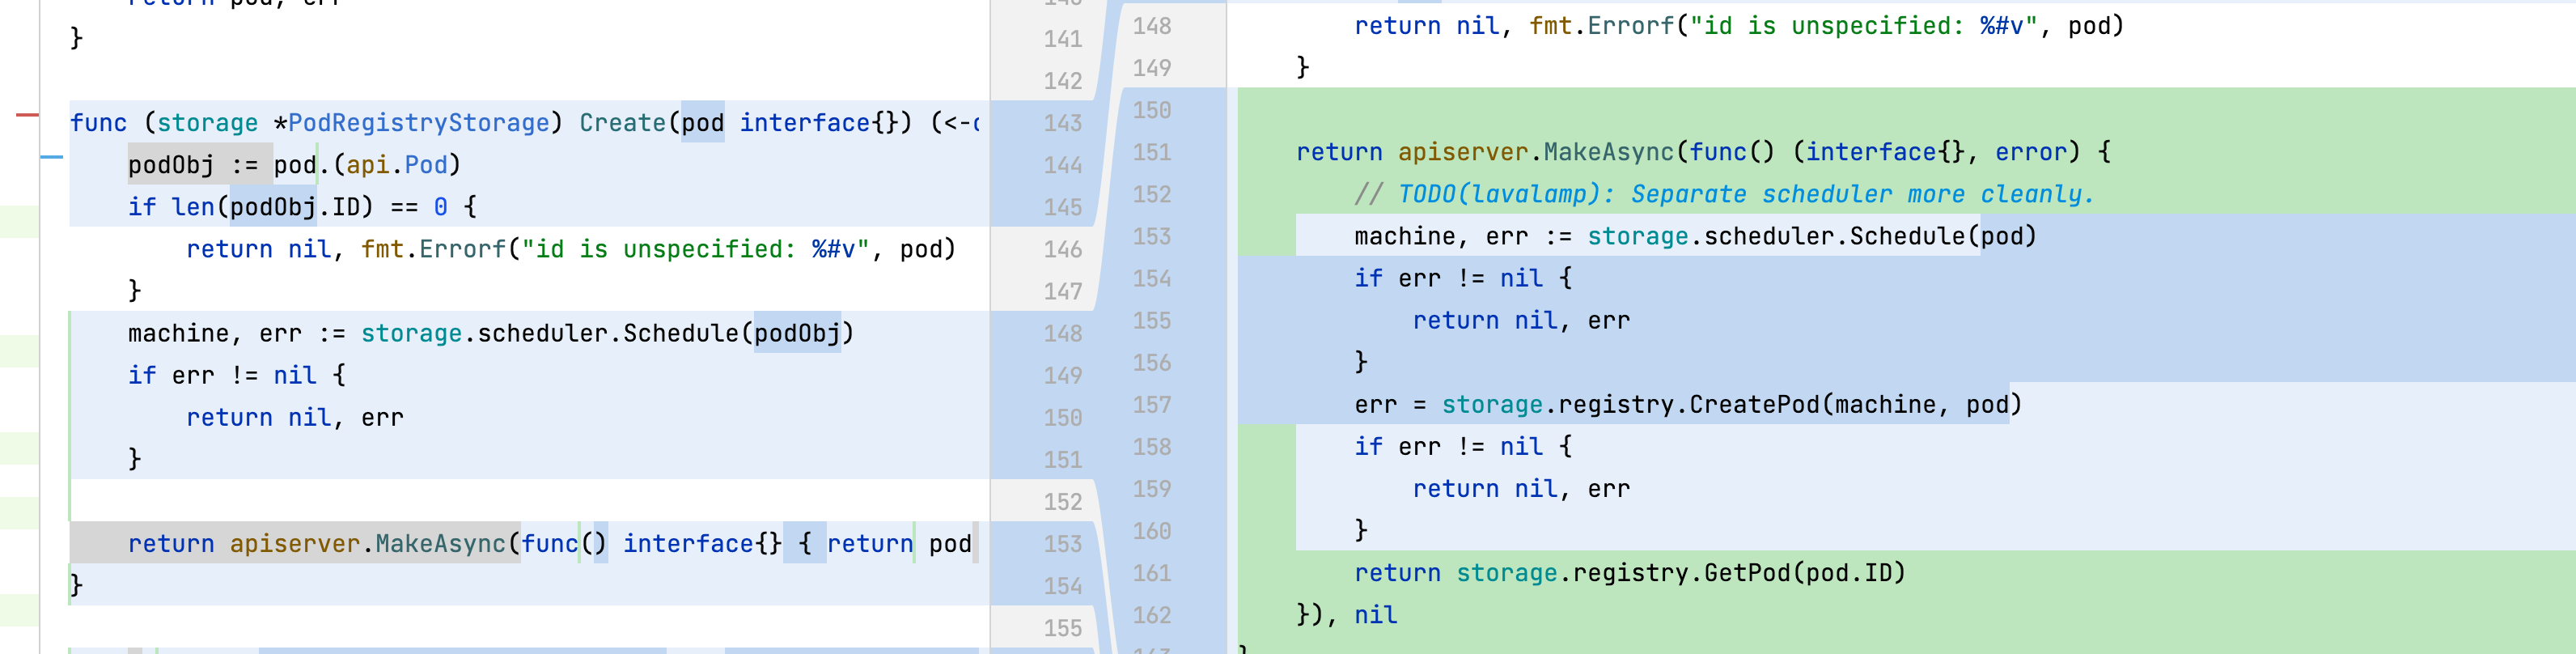 return pod, err
}

func (storage *PodRegistryStorage) Create(pod interface{}) (<-
    podObj := pod.(api.Pod)
    if len(podObj.ID) == 0 {
        return nil, fmt.Errorf("id is unspecified: %#v", pod)
    }
    machine, err := storage.scheduler.Schedule(podObj)
    if err != nil {
        return nil, err
    }

    return apiserver.MakeAsync(func() interface{} { return pod
}
141
142
143
144
145
146
147
148
149
150
151
152
153
154
155
148
149
150
151
152
153
154
155
156
157
158
159
160
161
162
        return nil, fmt.Errorf("id is unspecified: %#v", pod)
    }

    return apiserver.MakeAsync(func() (interface{}, error) {
        // TODO(lavalamp): Separate scheduler more cleanly.
        machine, err := storage.scheduler.Schedule(pod)
        if err != nil {
            return nil, err
        }
        err = storage.registry.CreatePod(machine, pod)
        if err != nil {
            return nil, err
        }
        return storage.registry.GetPod(pod.ID)
    }), nil